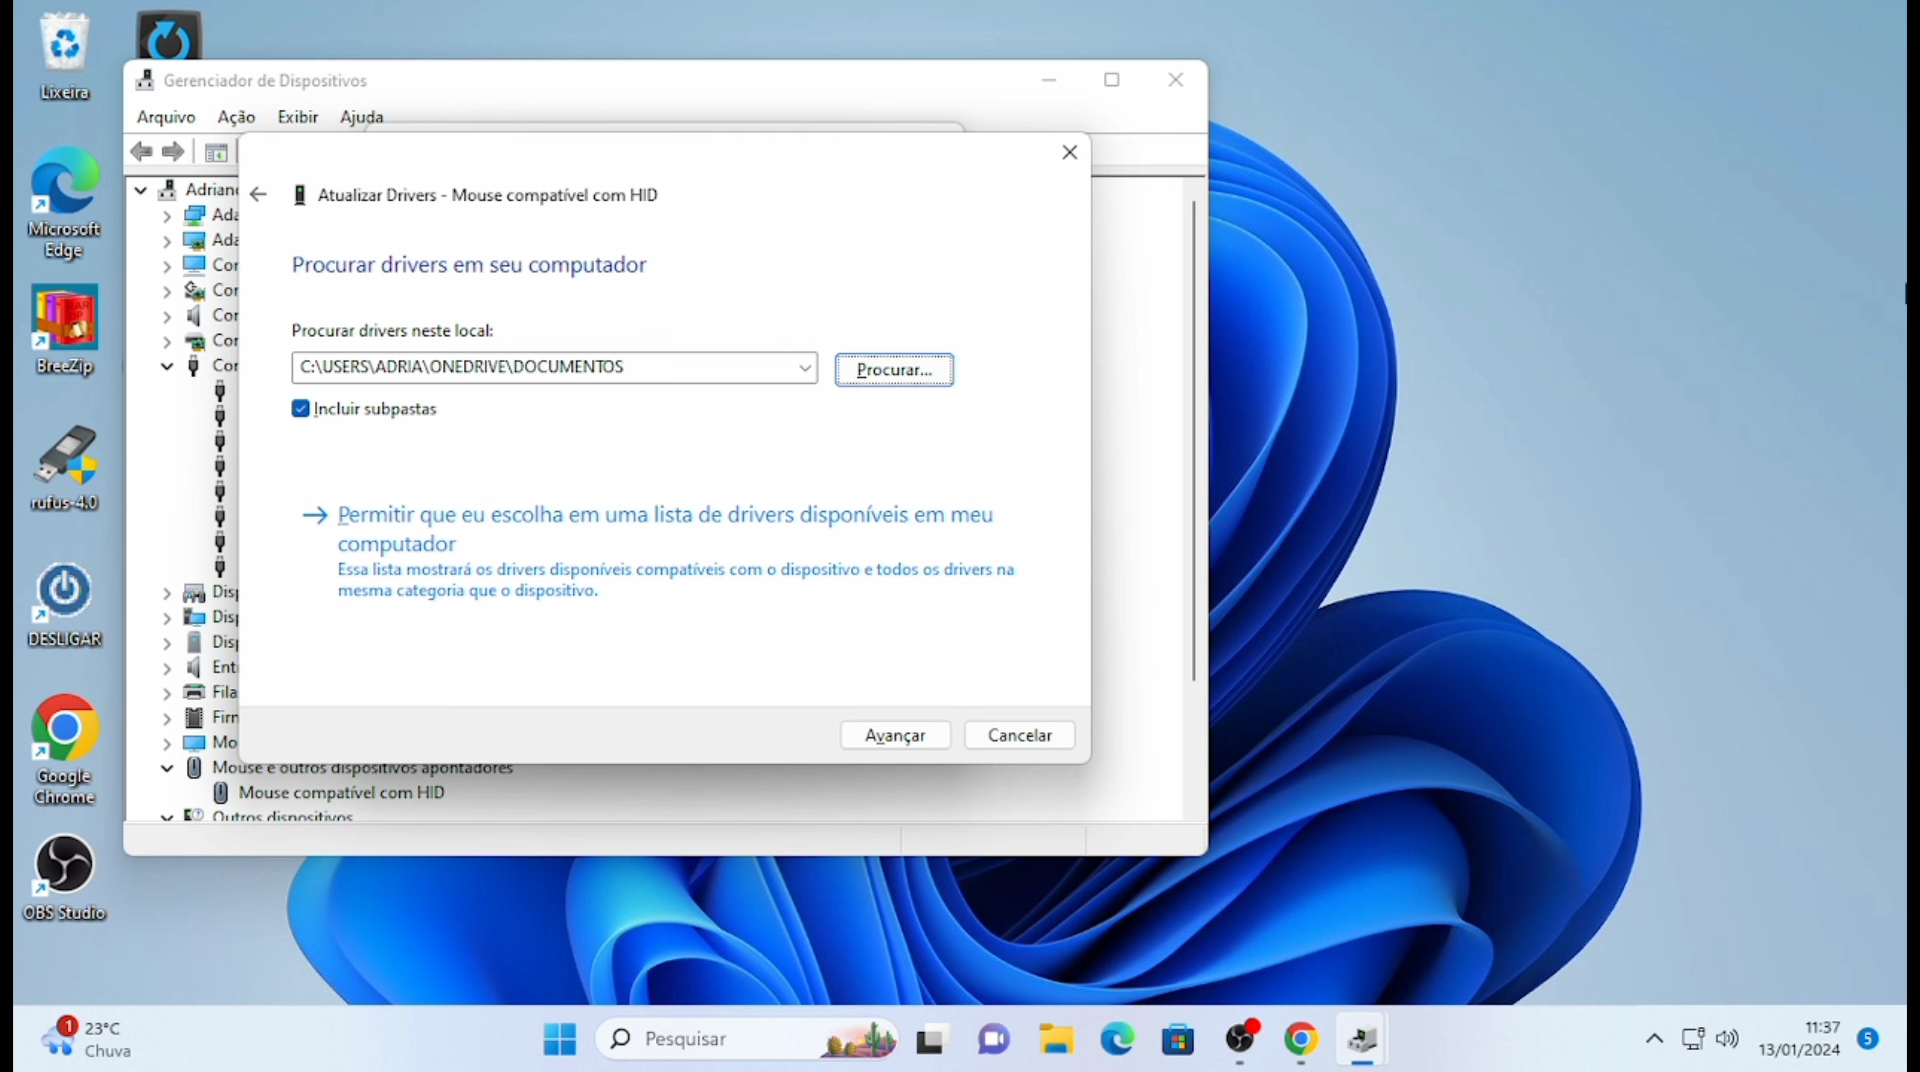 Lixeira
Microsoft
Edge
BreeZip
rufus-4.0
DESLIGAR
Google
Chrome
OBS Studio
Gerenciador de Dispositivos
Arquivo Ação Exibir Ajuda
Adriano
Ada
Ada
Cor
Cor
Cor
Cor
Cor
Disp
Disp
Disp
Entr
Fila
Firm
Mo
Mouse e outros dispositivos apontadores
Mouse compatível com HID
Outros dispositivos
Atualizar Drivers - Mouse compatível com HID
Procurar drivers em seu computador
Procurar drivers neste local:
C:\USERS\ADRIA\ONEDRIVE\DOCUMENTOS
Procurar...
Incluir subpastas
Permitir que eu escolha em uma lista de drivers disponíveis em meu
computador
Essa lista mostrará os drivers disponíveis compatíveis com o dispositivo e todos os drivers na
mesma categoria que o dispositivo.
Avançar Cancelar
1
23°C
Chuva
Pesquisar
11:37
13/01/2024
5